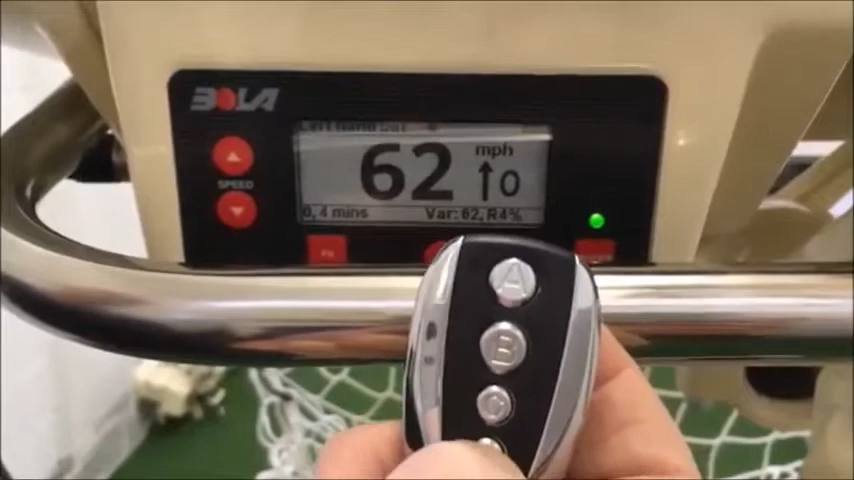 BOLA
62 mph
↑0
SPEED
0, 4 mins Var: 62, R4%
A
B
C